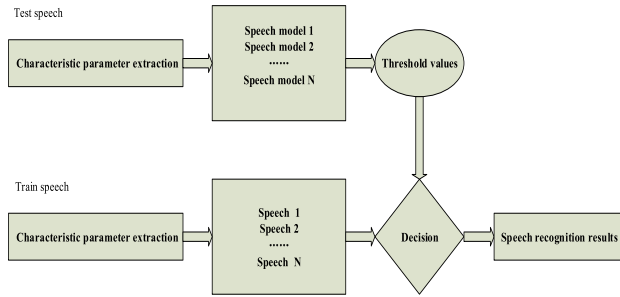 Test speech
Characteristic parameter extraction
Speech model 1
Speech model 2
......
Speech model N
Threshold values
Train speech
Characteristic parameter extraction
Speech 1
Speech 2
......
Speech N
Decision
Speech recognition results